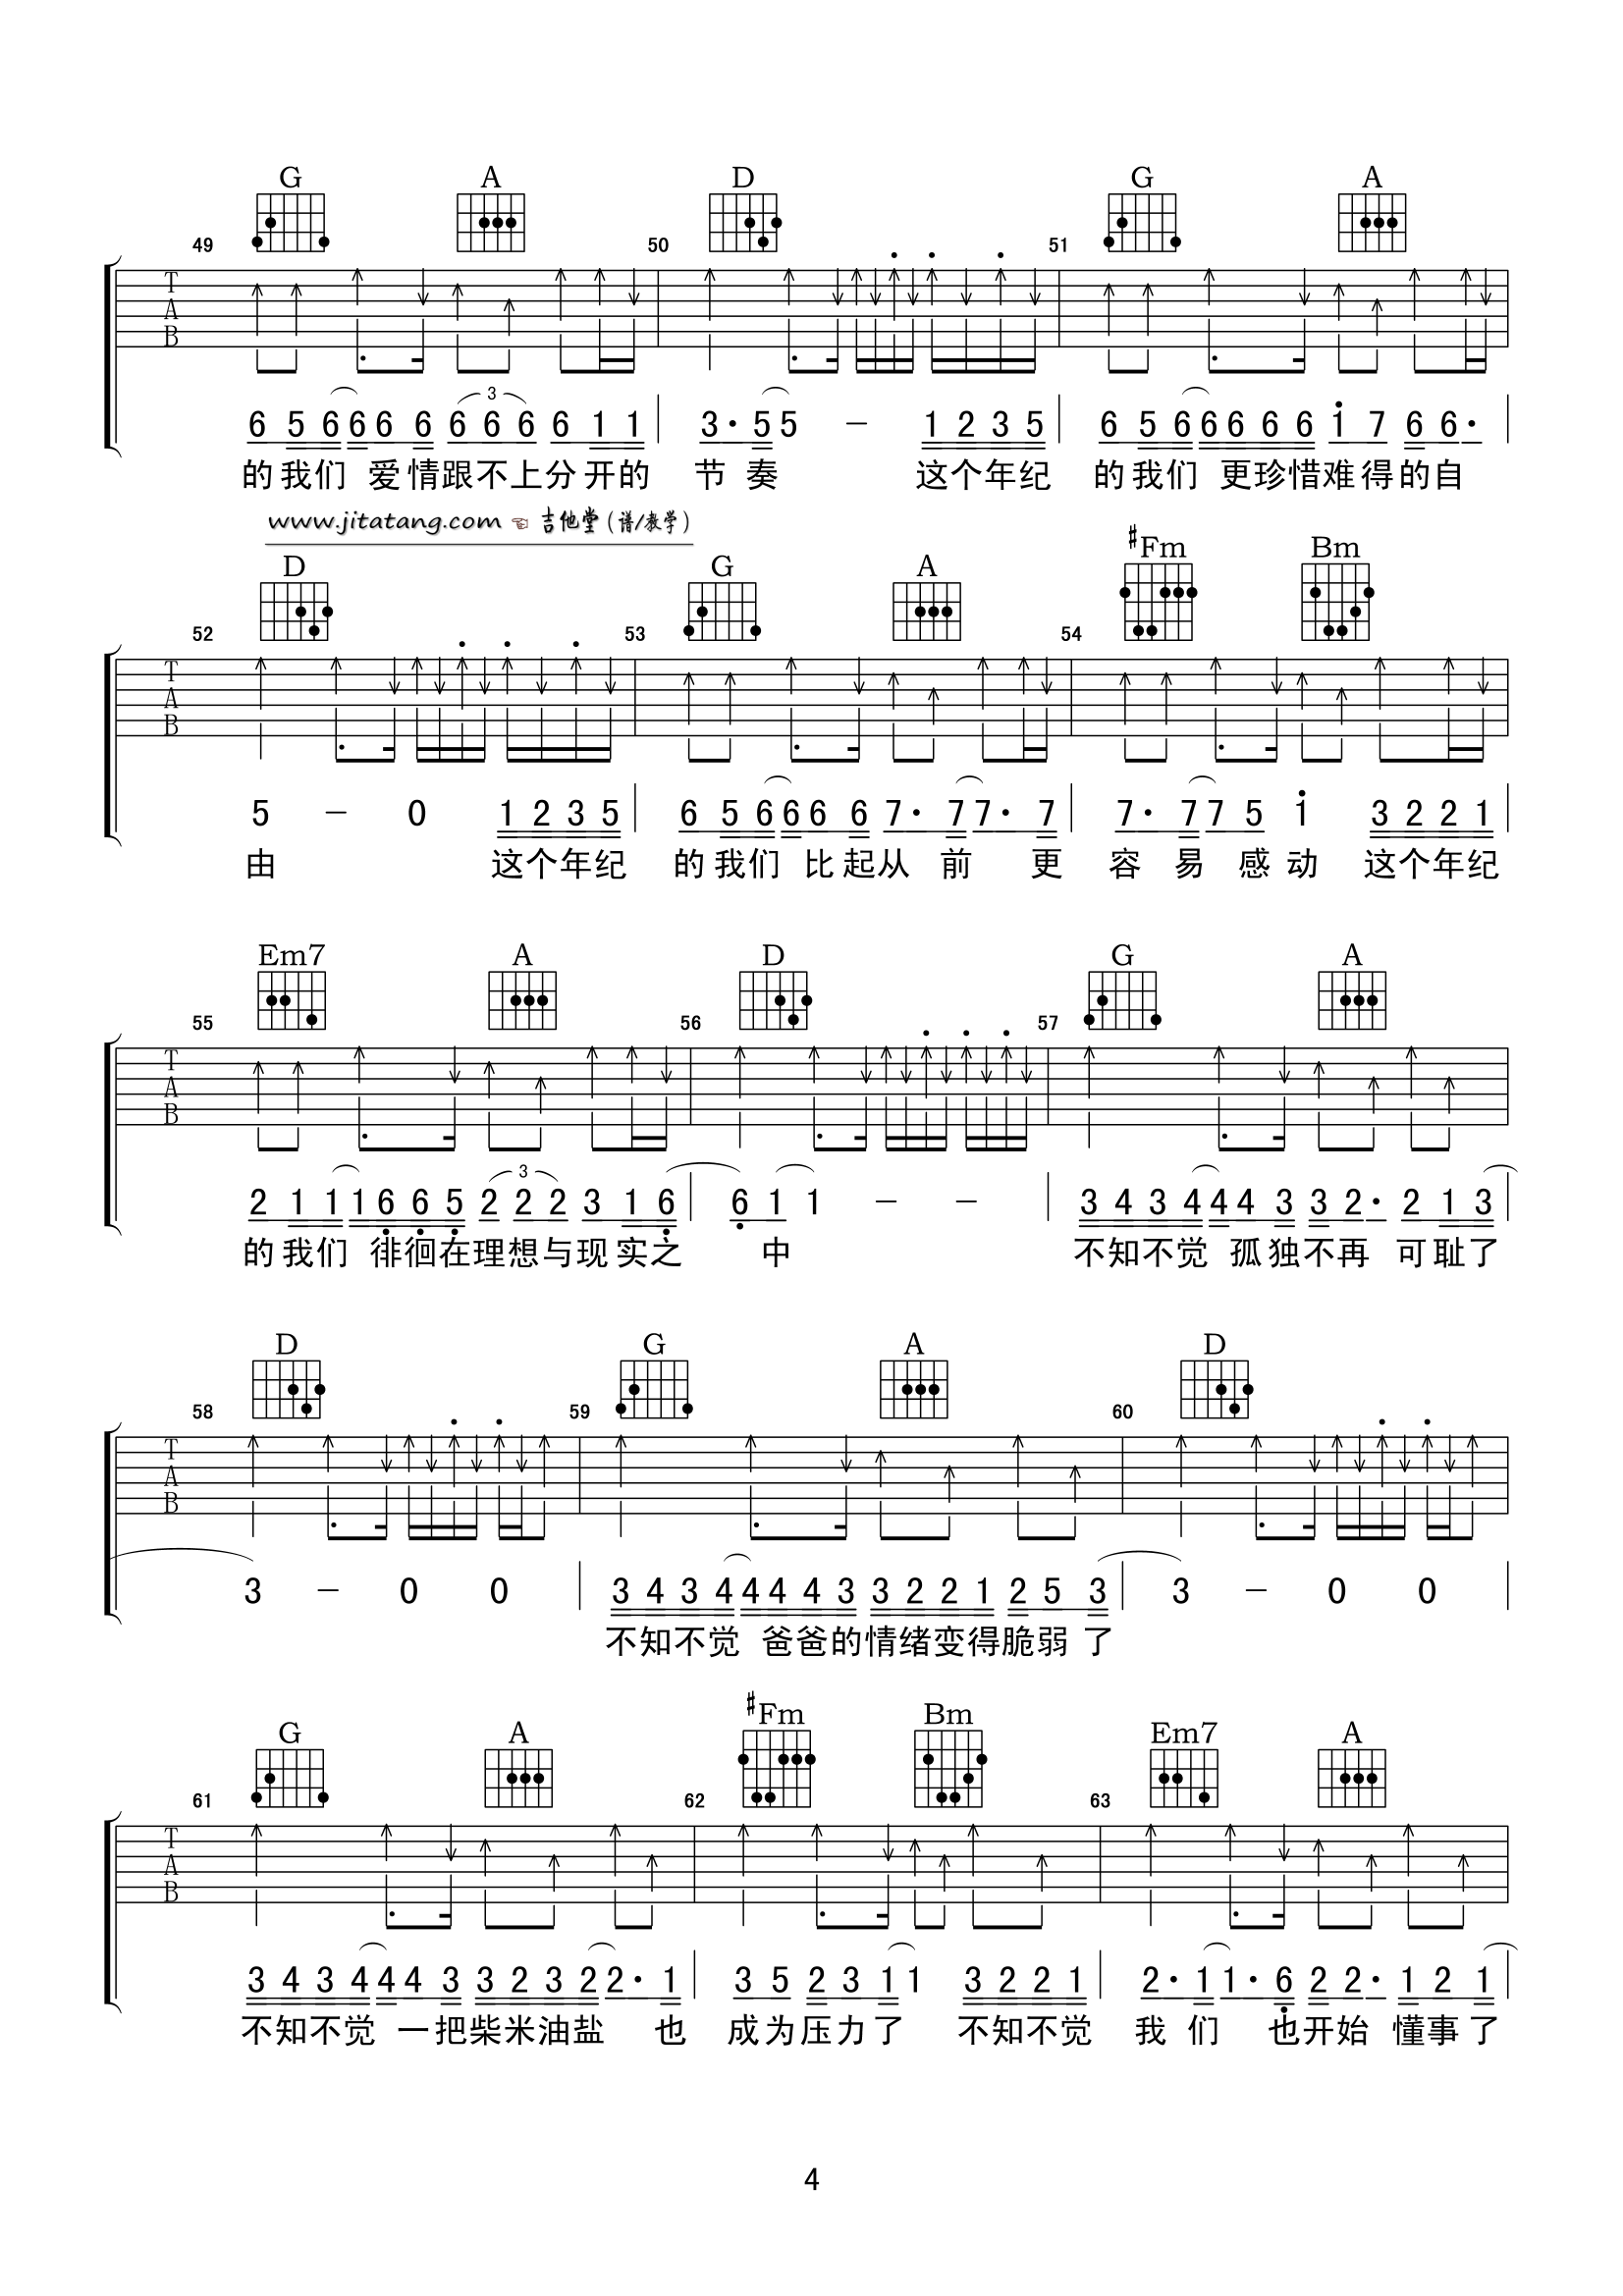 G A D G A
49 50 51
T A B
6 5 6 6 6 6 6 6 6 6 1 1 3· 5 5 － 1 2 3 5 6 5 6 6 6 6 6 1 7 6 6·
3
的我们 爱情跟不上分开的 节 奏 这个年纪 的我们 更珍惜难得的自
www.jitatang.com ☜ 吉他堂(谱/教学)
D G A #Fm Bm
52 53 54
T A B
5 － 0 1 2 3 5 6 5 6 6 6 6 7· 7 7· 7 7· 7 7 5 1 3 2 2 1
由 这个年纪 的我们 比起从 前 更 容 易 感 动 这个年纪
Em7 A D G A
55 56 57
T A B
2 1 1 1 6 6 5 2 2 2 3 1 6 6 1 1 － － 3 4 3 4 4 4 3 3 2· 2 1 3
3
的我们 徘徊在理想与现实之 中 不知不觉 孤独不再 可耻了
D G A D
58 59 60
T A B
3 － 0 0 3 4 3 4 4 4 4 3 3 2 2 1 2 5 3 3 － 0 0
不知不觉 爸爸的情绪变得脆弱 了
G A #Fm Bm Em7 A
61 62 63
T A B
3 4 3 4 4 4 3 3 2 3 2 2· 1 3 5 2 3 1 1 3 2 2 1 2· 1 1· 6 2 2· 1 2 1
不知不觉 一把柴米油盐 也 成为压力了 不知不觉 我 们 也开始 懂事了
4